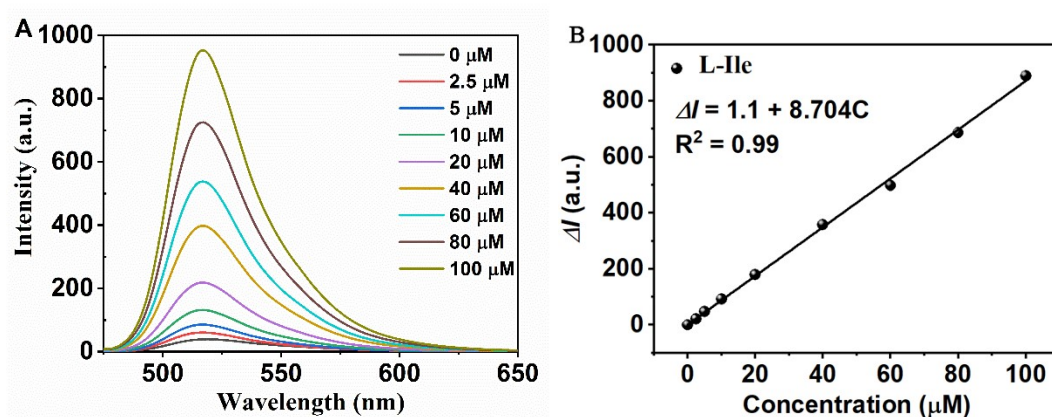 A
1000
800
600
400
200
0
Intensity (a.u.)
500
550
600
650
Wavelength (nm)
0 μM
2.5 μM
5 μM
10 μM
20 μM
40 μM
60 μM
80 μM
100 μM
B
1000
800
600
400
200
0
ΔI (a.u.)
L-Ile
ΔI = 1.1 + 8.704C
R² = 0.99
0
20
40
60
80
100
Concentration (μM)